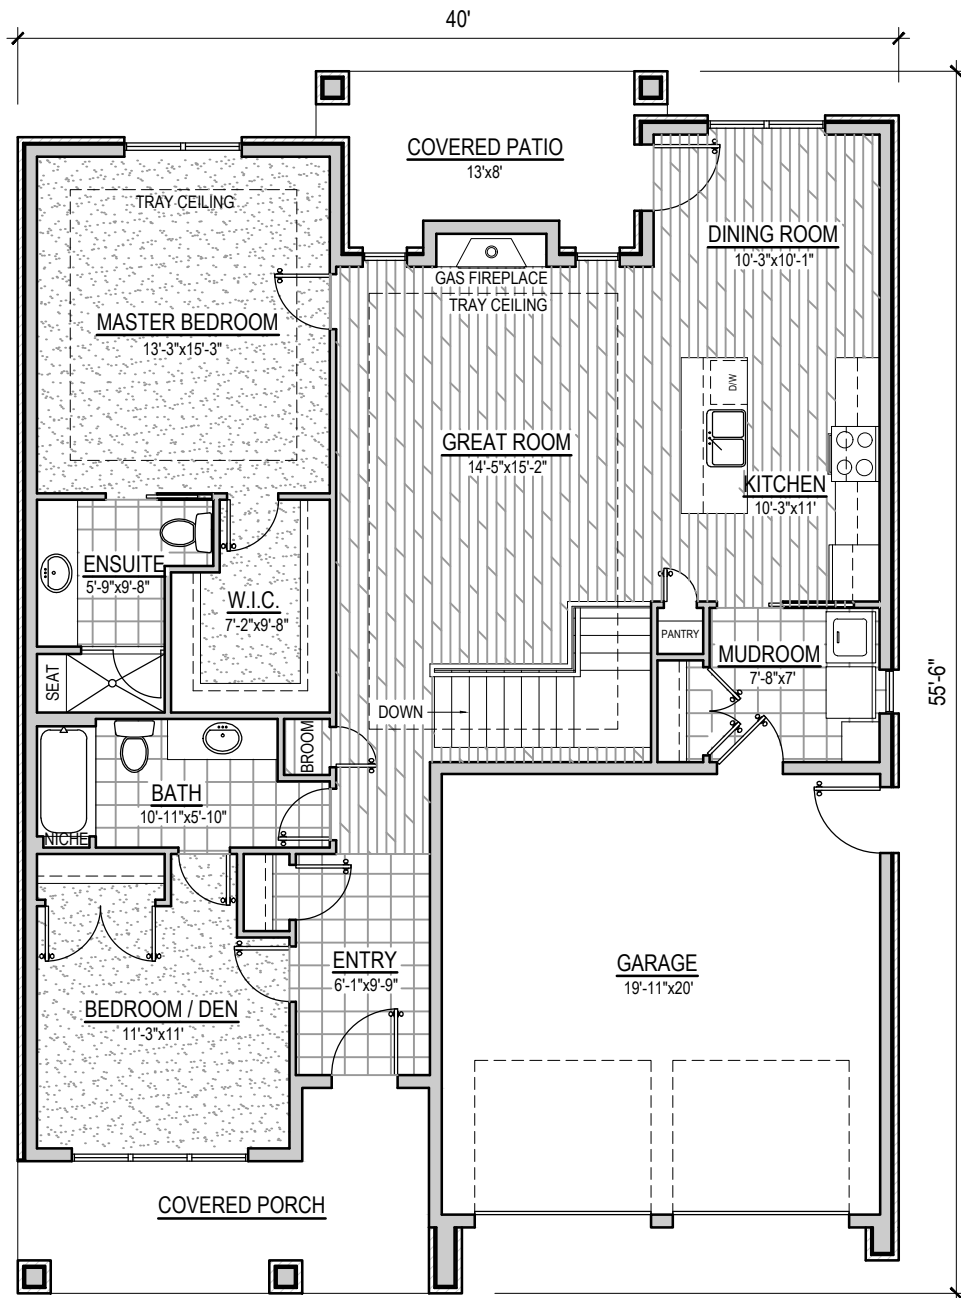 40'
COVERED PATIO
13'x8'
TRAY CEILING
DINING ROOM
10'-3"x10'-1"
GAS FIREPLACE
TRAY CEILING
MASTER BEDROOM
13'-3"x15'-3"
D/W
GREAT ROOM
14'-5"x15'-2"
KITCHEN
10'-3"x11'
ENSUITE
5'-9"x9'-8"
W.I.C.
7'-2"x9'-8"
PANTRY
MUDROOM
7'-8"x7'
SEAT
55'-6"
DOWN
BROOM
BATH
10'-11"x5'-10"
NICHE
ENTRY
6'-1"x9'-9"
GARAGE
19'-11"x20'
BEDROOM / DEN
11'-3"x11'
COVERED PORCH